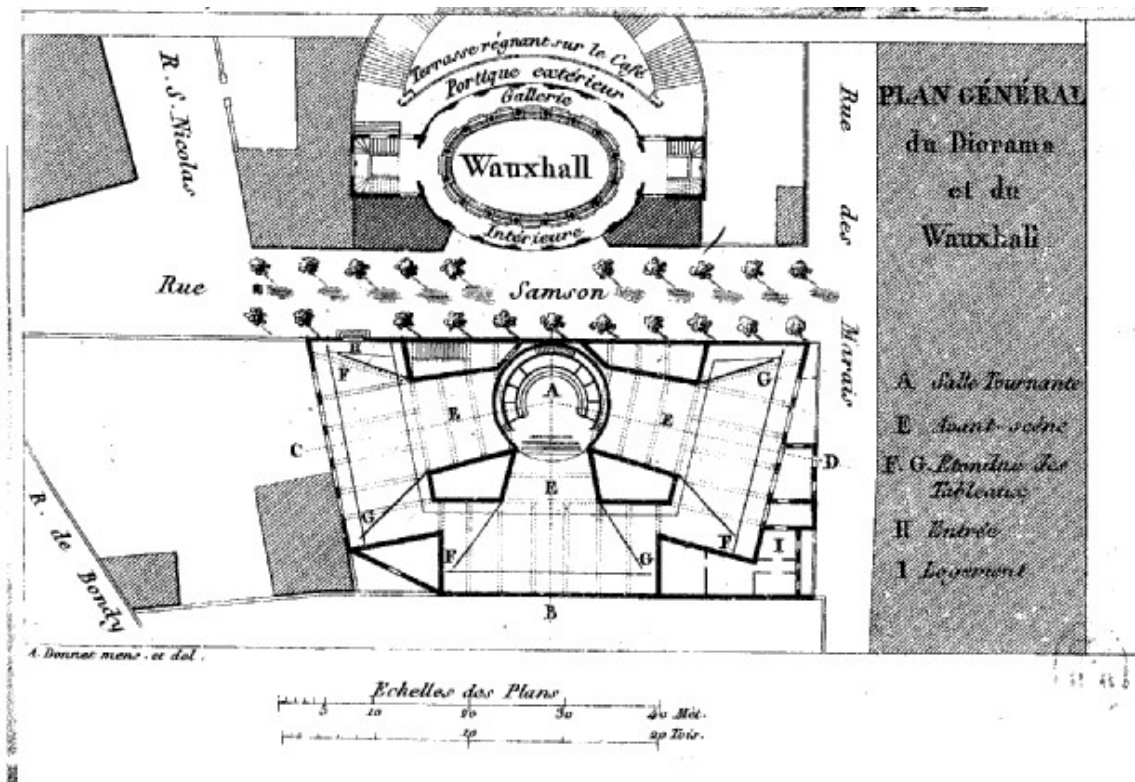 Terrasse régnant sur le Café
Portique extérieur
Gallerie
Wauxhall
Intérieure
R. S. Nicolas
Rue des Marais
Rue Samson
R. de Bondy
H
F
G
A
E
E
C
D
E
G
F
F
G
I
B
PLAN GÉNÉRAL
du Diorama
et du
Wauxhall
A Salle Tournante
E Avant-scène
F. G. Etendue des
Tableaux
H Entrée
I Logement
A. Donnet mens. et del.
Echelles des Plans
5 10 20 30 40 Mèt.
10 20 Tois.